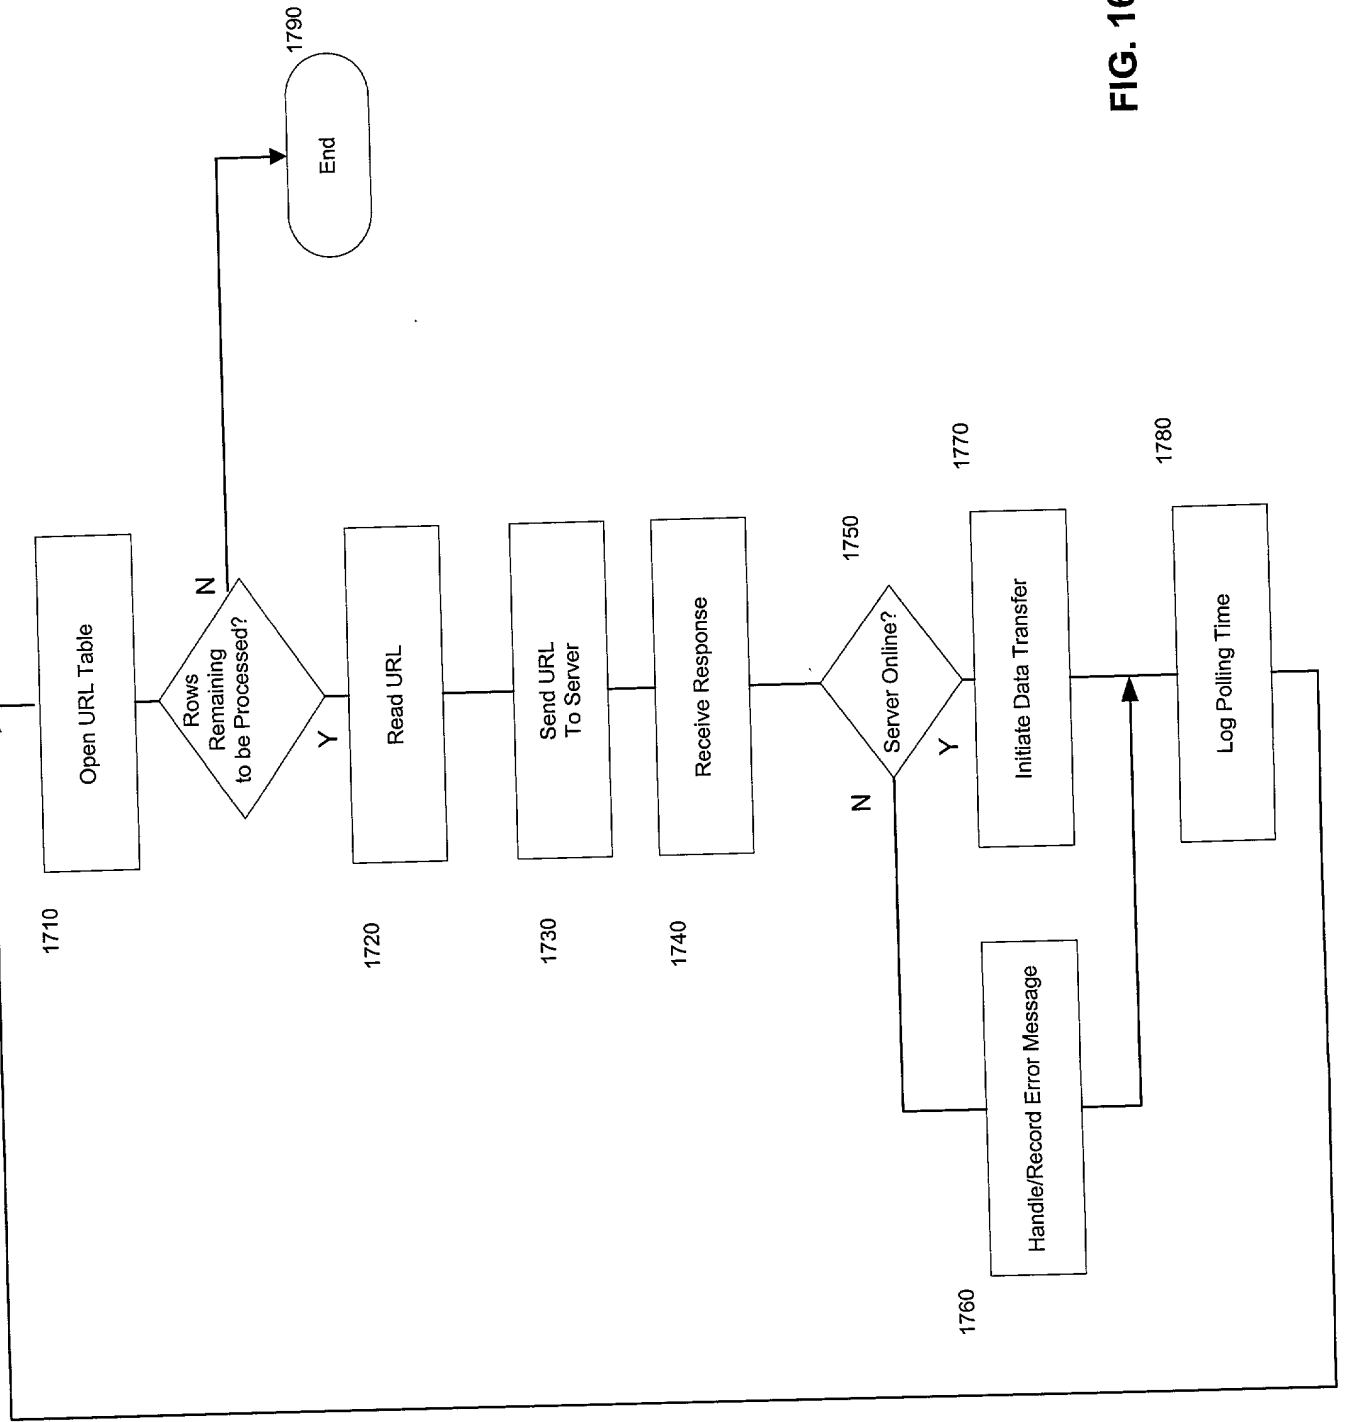 1710
Open URL Table
Rows
Remaining
to be Processed?
N
Y
1790
End
1720
Read URL
1730
Send URL
To Server
1740
Receive Response
1750
Server Online?
N
Y
1760
Handle/Record Error Message
1770
Initiate Data Transfer
1780
Log Polling Time
FIG. 16